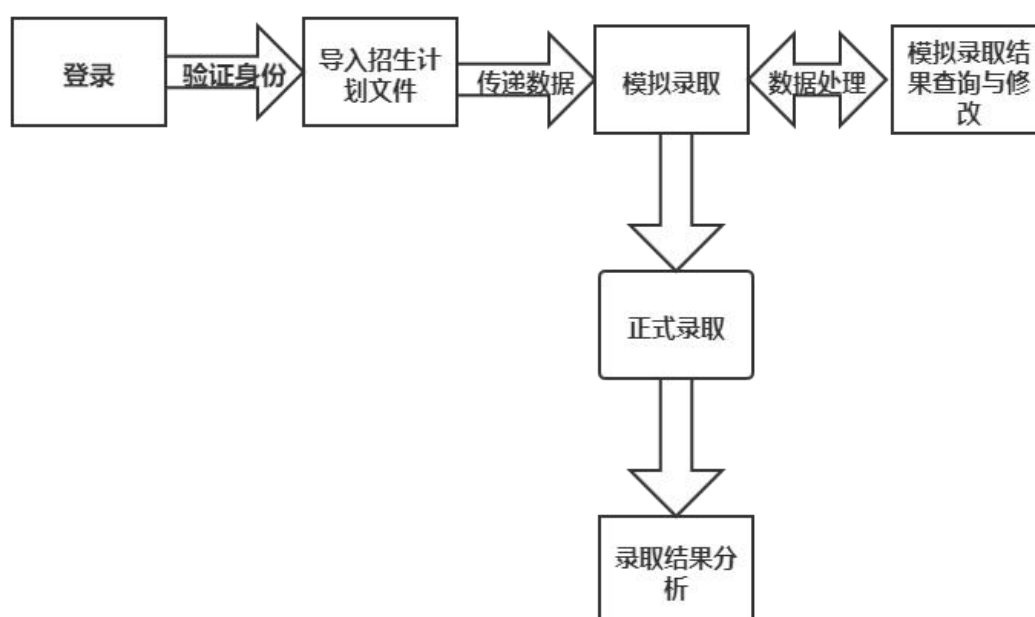 登录
验证身份
导入招生计
划文件
传递数据
模拟录取
数据处理
模拟录取结
果查询与修
改
正式录取
录取结果分
析